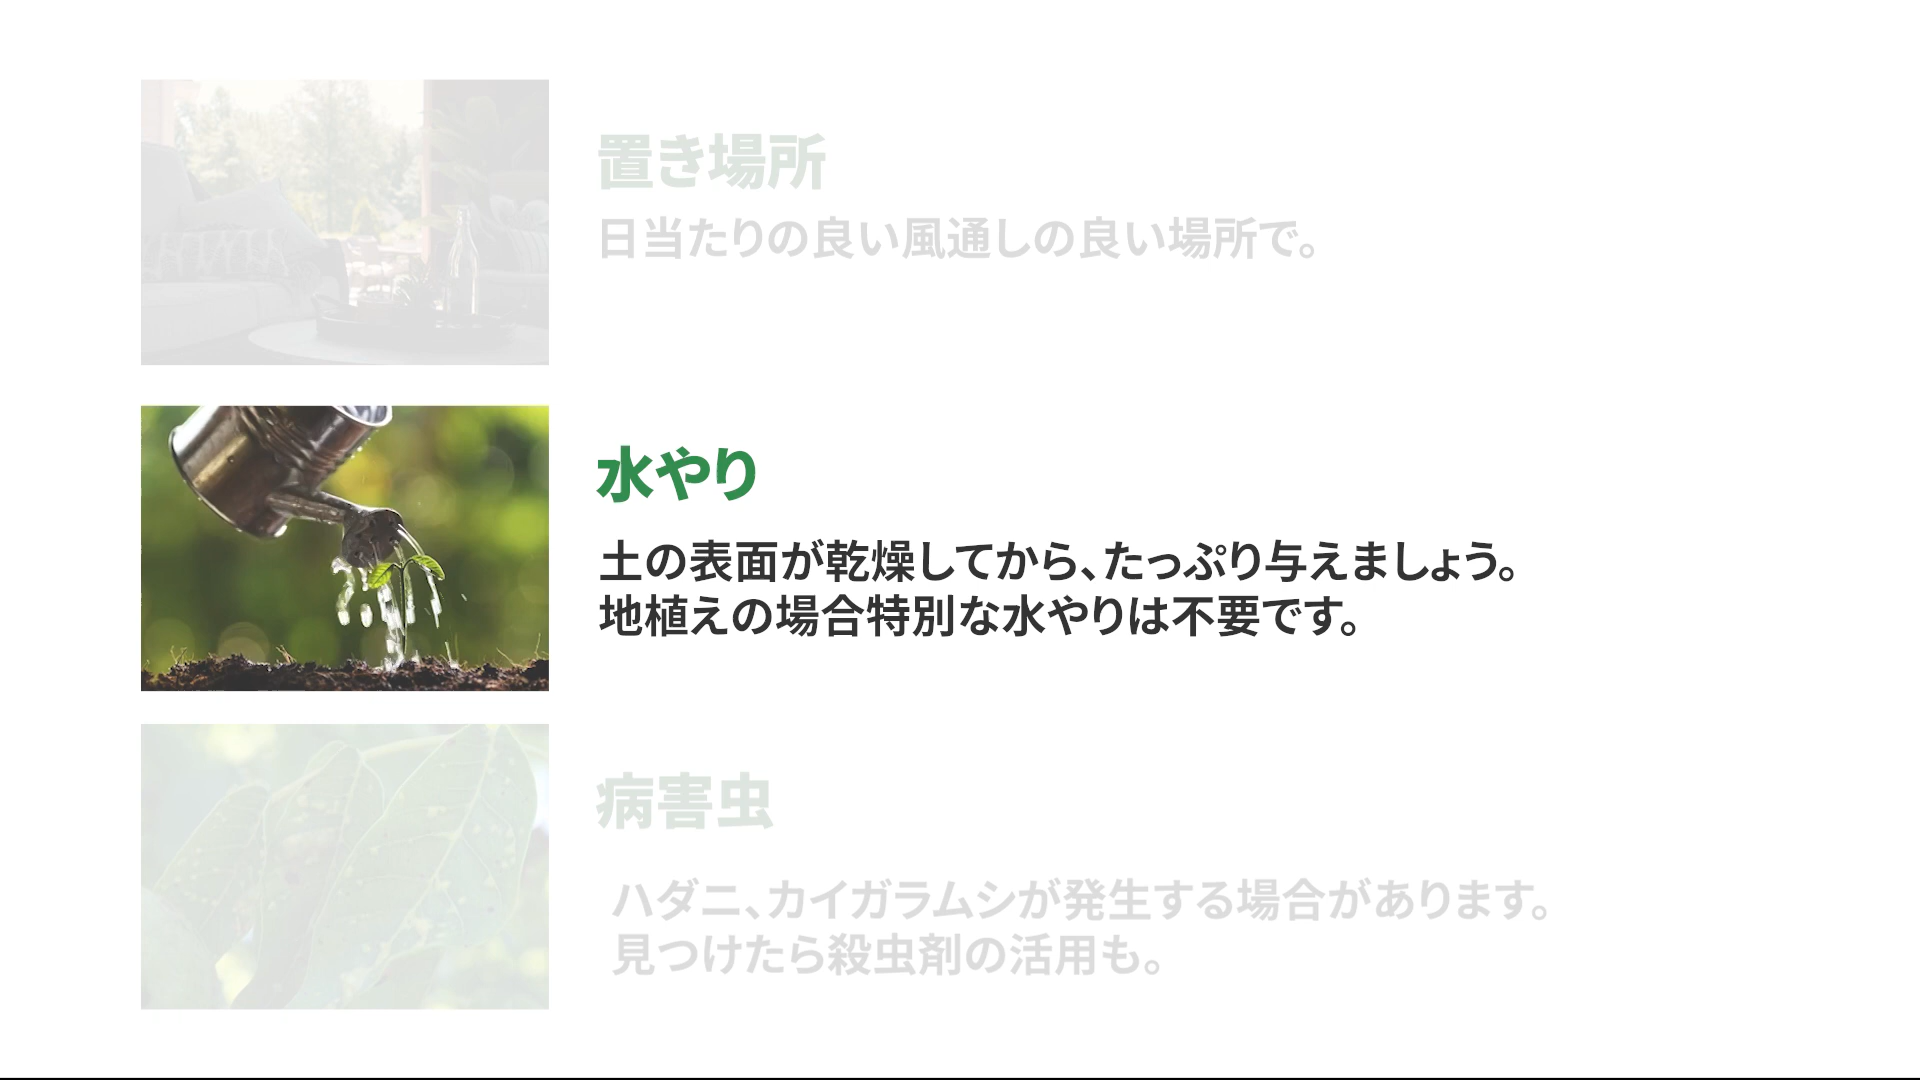 置き場所
日当たりの良い風通しの良い場所で。
水やり
土の表面が乾燥してから、たっぷり与えましょう。
地植えの場合特別な水やりは不要です。
病害虫
ハダニ、カイガラムシが発生する場合があります。
見つけたら殺虫剤の活用も。